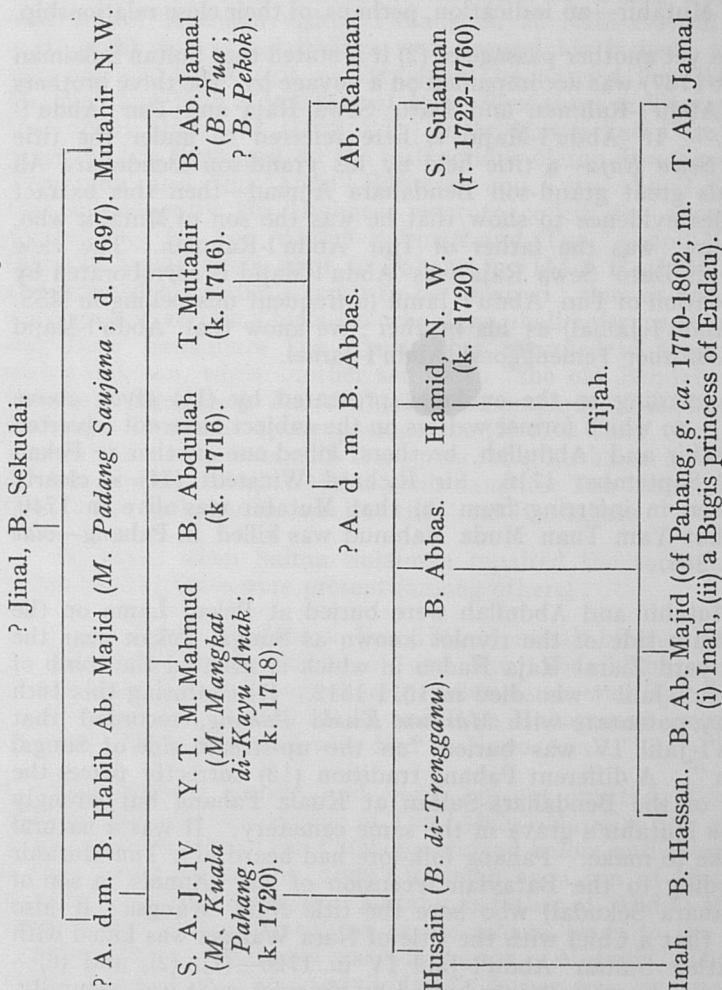 Jinal, B. Sekudai.
? A. d.m. B. Habib Ab. Majid (M. Padang Saujana d. 1697). Mutahir N.W.
S. A. J. IV Y. M. Mahmud B. Abdullah T. Mutahir B. Ab. Jamal
(M. Kuala (M. Mangkat (k. 1716). (k. 1716). (B. Tua;
Pahang di-Kayu Anak; ? B. Pekok),
k. 1720). k. 1718).
? A. d. m. B. Abbas. Ab. Rahman
Husain (B. di-Trengganu). B. Abbas. Hamid, N. W. S. Sulaiman
(k. 1720). (r. 1722-1760).
Tijah.
Inah. B. Hassan. B. Ab. Majid (of Pahang, g. ca. 1770-1802; m. T. Ab. Jamal
(i) Inal, (ii) a Bugis princess of Endau)